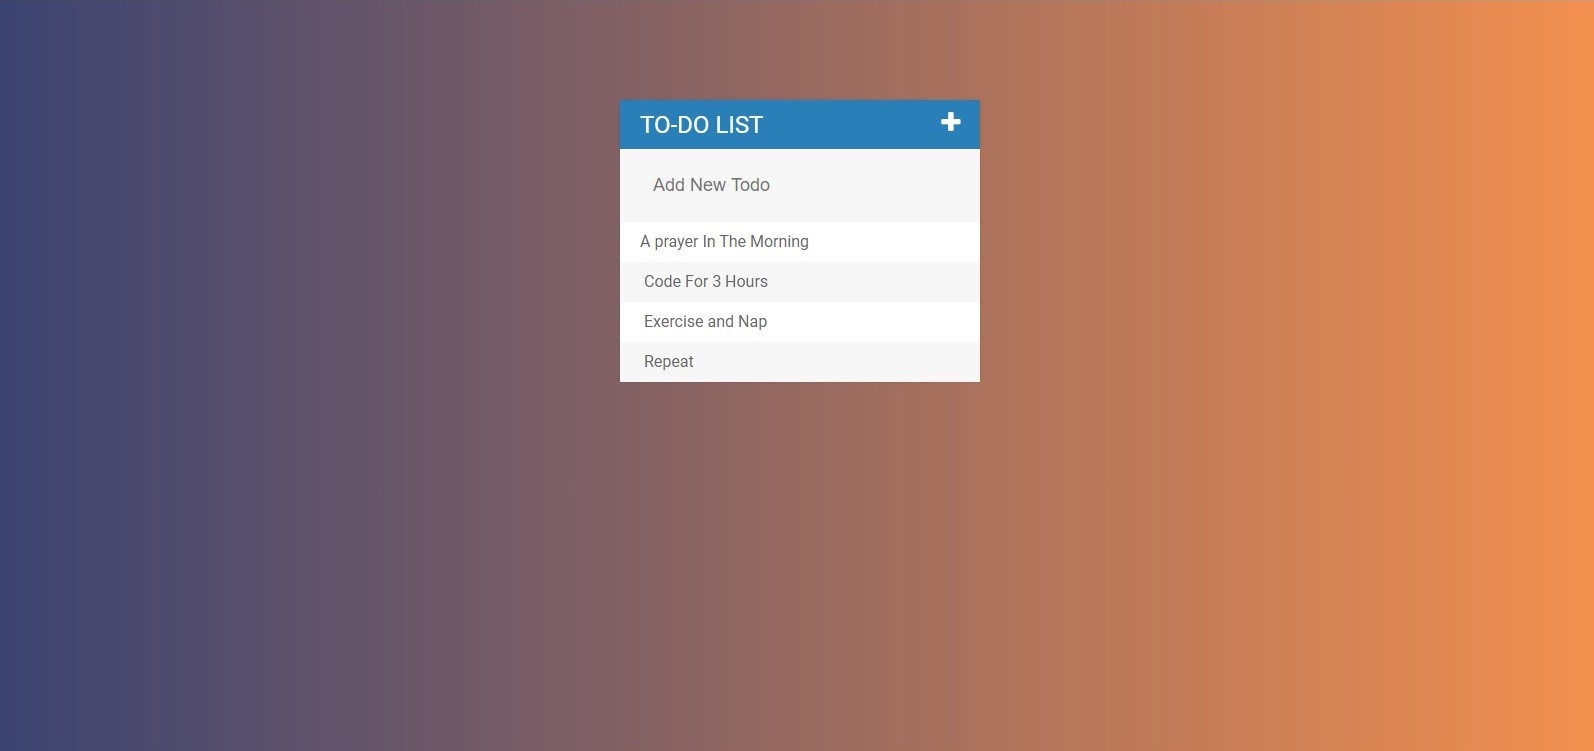 TO-DO LIST
Add New Todo
A prayer In The Morning
Code For 3 Hours
Exercise and Nap
Repeat